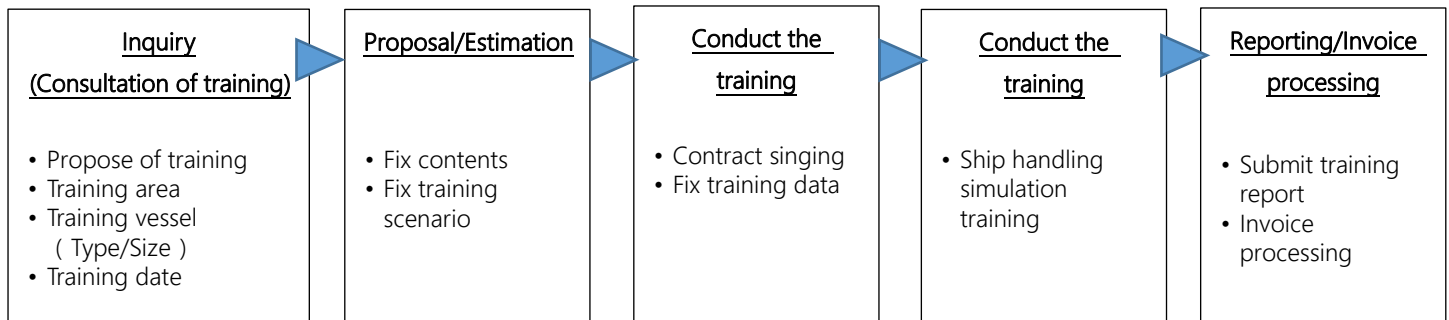 Inquiry
(Consultation of training)
• Propose of training
• Training area
• Training vessel
( Type/Size )
• Training date
Proposal/Estimation
• Fix contents
• Fix training
scenario
Conduct the
training
• Contract singing
• Fix training data
Conduct the
training
• Ship handling
simulation
training
Reporting/Invoice
processing
• Submit training
report
• Invoice
processing